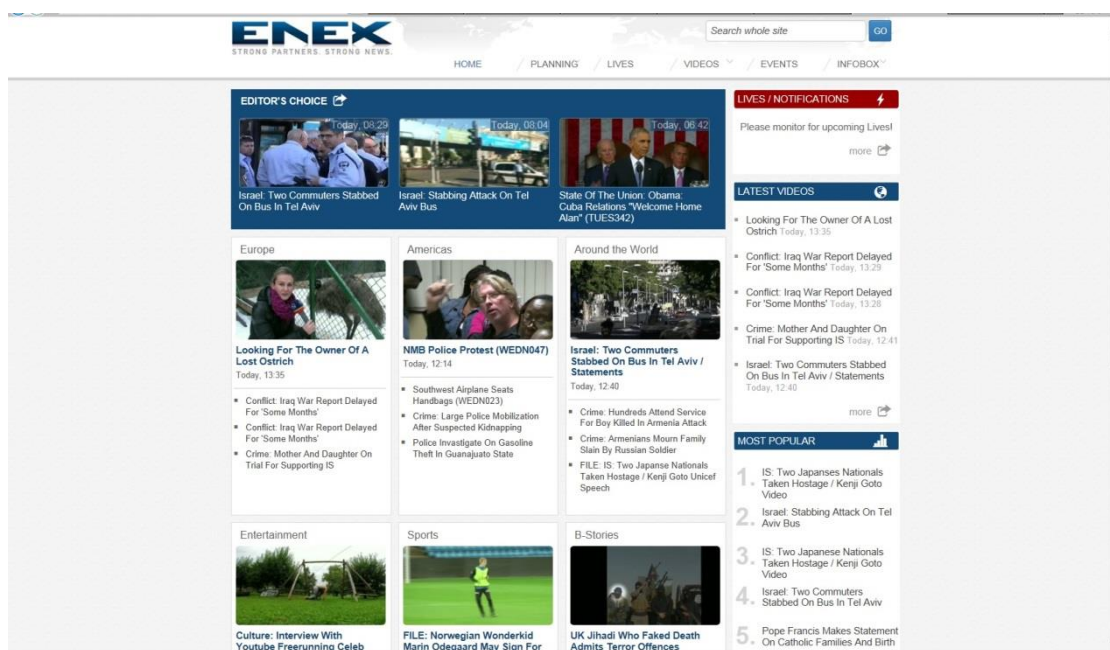 ENEX
STRONG PARTNERS. STRONG NEWS.
Search whole site
GO
HOME / PLANNING / LIVES / VIDEOS / EVENTS / INFOBOX
EDITOR'S CHOICE
Today, 08:29
Israel: Two Commuters Stabbed
On Bus In Tel Aviv
Today, 08:04
Israel: Stabbing Attack On Tel
Aviv Bus
Today, 06:42
State Of The Union: Obama:
Cuba Relations "Welcome Home
Alan" (TUES342)
Europe
Looking For The Owner Of A
Lost Ostrich
Today, 13:35
Conflict: Iraq War Report Delayed
For 'Some Months'
Conflict: Iraq War Report Delayed
For 'Some Months'
Crime: Mother And Daughter On
Trial For Supporting IS
Americas
NMB Police Protest (WEDN047)
Today, 12:14
Southwest Airplane Seats
Handbags (WEDN023)
Crime: Large Police Mobilization
After Suspected Kidnapping
Police Invastigate On Gasoline
Theft In Guanajuato State
Around the World
Israel: Two Commuters
Stabbed On Bus In Tel Aviv /
Statements
Today, 12:40
Crime: Hundreds Attend Service
For Boy Killed In Armenia Attack
Crime: Armenians Mourn Family
Slain By Russian Soldier
FILE: IS: Two Japanse Nationals
Taken Hostage / Kenji Goto Unicef
Speech
Entertainment
Culture: Interview With
Youtube Freerunning Celeb
Sports
FILE: Norwegian Wonderkid
Marin Odegaard May Sign For
B-Stories
UK Jihadi Who Faked Death
Admits Terror Offences
LIVES / NOTIFICATIONS
Please monitor for upcoming Lives!
more
LATEST VIDEOS
Looking For The Owner Of A Lost
Ostrich Today, 13:35
Conflict: Iraq War Report Delayed
For 'Some Months' Today, 13:29
Conflict: Iraq War Report Delayed
For 'Some Months' Today, 13:28
Crime: Mother And Daughter On
Trial For Supporting IS Today, 12:41
Israel: Two Commuters Stabbed
On Bus In Tel Aviv / Statements
Today, 12:40
more
MOST POPULAR
1. IS: Two Japanses Nationals
Taken Hostage / Kenji Goto
Video
2. Israel: Stabbing Attack On Tel
Aviv Bus
3. IS: Two Japanese Nationals
Taken Hostage / Kenji Goto
Video
4. Israel: Two Commuters
Stabbed On Bus In Tel Aviv
5. Pope Francis Makes Statement
On Catholic Families And Birth